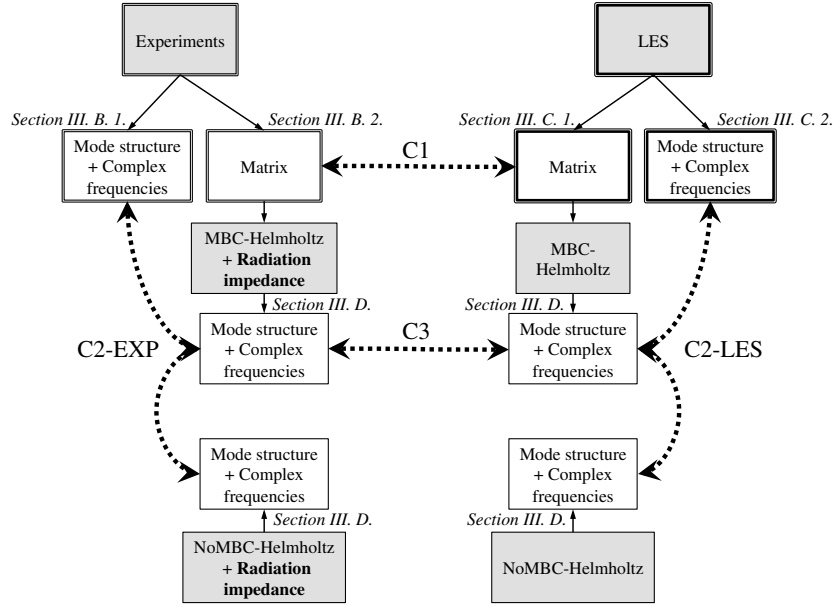 Experiments
LES
Section III. B. 1.
Section III. B. 2.
Section III. C. 1.
Section III. C. 2.
Mode structure
+ Complex
frequencies
Matrix
C1
Matrix
Mode structure
+ Complex
frequencies
MBC-Helmholtz
+ Radiation
impedance
MBC-
Helmholtz
Section III. D.
Section III. D.
C2-EXP
Mode structure
+ Complex
frequencies
C3
Mode structure
+ Complex
frequencies
C2-LES
Mode structure
+ Complex
frequencies
Mode structure
+ Complex
frequencies
Section III. D.
Section III. D.
NoMBC-Helmholtz
+ Radiation
impedance
NoMBC-Helmholtz